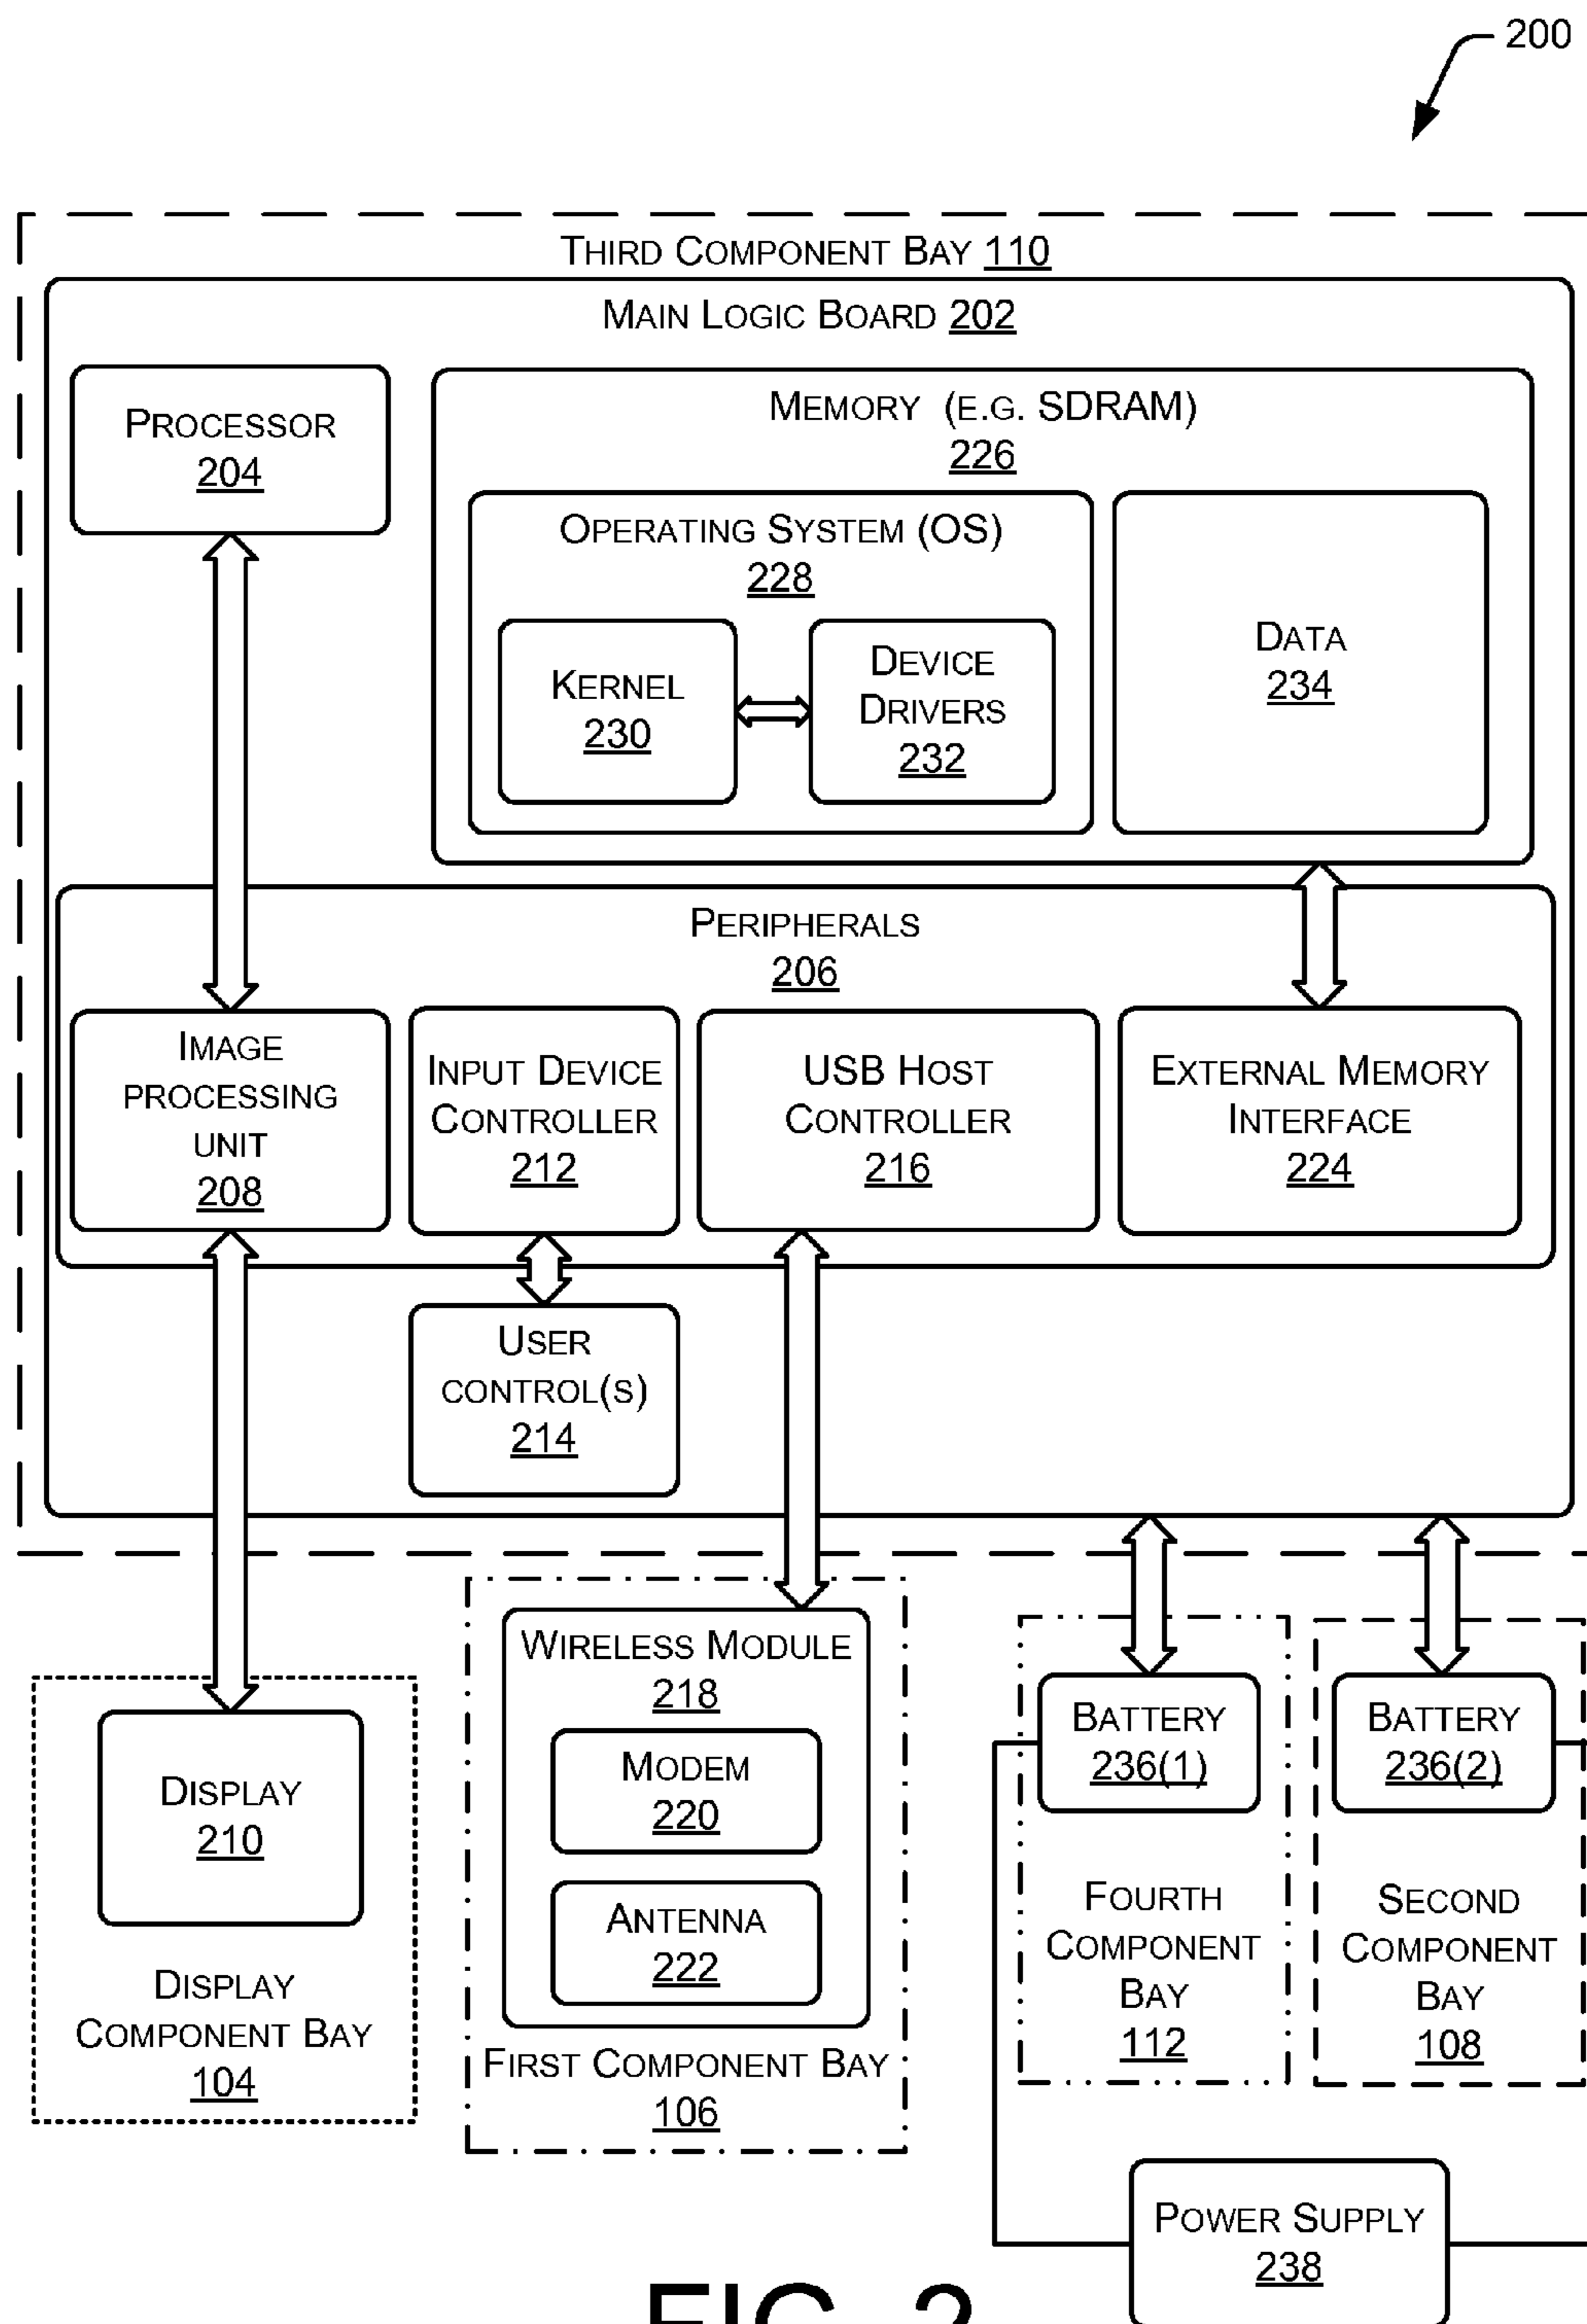 200
THIRD COMPONENT BAY 110
MAIN LOGIC BOARD 202
PROCESSOR
204
MEMORY (E.G. SDRAM)
226
OPERATING SYSTEM (OS)
228
KERNEL
230
DEVICE
DRIVERS
232
DATA
234
PERIPHERALS
206
IMAGE
PROCESSING
UNIT
208
INPUT DEVICE
CONTROLLER
212
USB HOST
CONTROLLER
216
EXTERNAL MEMORY
INTERFACE
224
USER
CONTROL(S)
214
DISPLAY
210
DISPLAY
COMPONENT BAY
104
WIRELESS MODULE
218
MODEM
220
ANTENNA
222
FIRST COMPONENT BAY
106
BATTERY
236(1)
FOURTH
COMPONENT
BAY
112
BATTERY
236(2)
SECOND
COMPONENT
BAY
108
POWER SUPPLY
238
FIG. 2